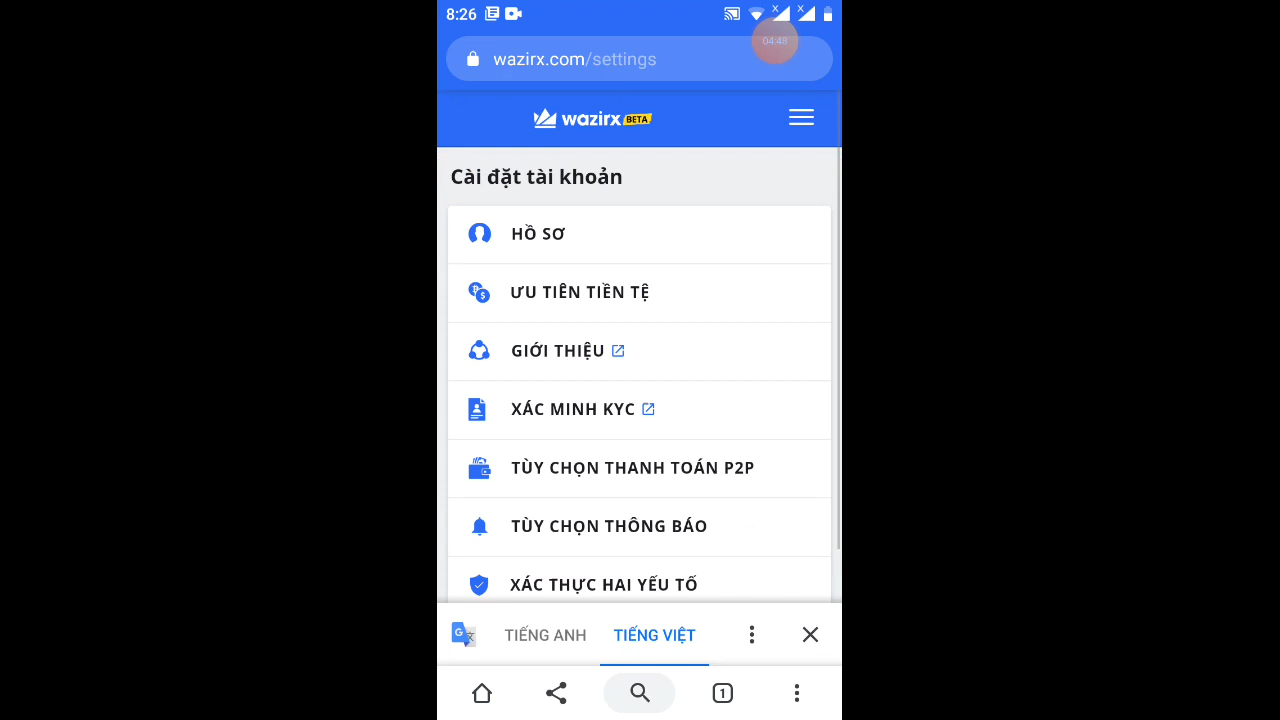 8:26
04:48
wazirx.com/settings
wazirx BETA
Cài đặt tài khoản
HỒ SƠ
ƯU TIÊN TIỀN TỆ
GIỚI THIỆU
XÁC MINH KYC
TÙY CHỌN THANH TOÁN P2P
TÙY CHỌN THÔNG BÁO
XÁC THỰC HAI YẾU TỐ
TIẾNG ANH TIẾNG VIỆT
1